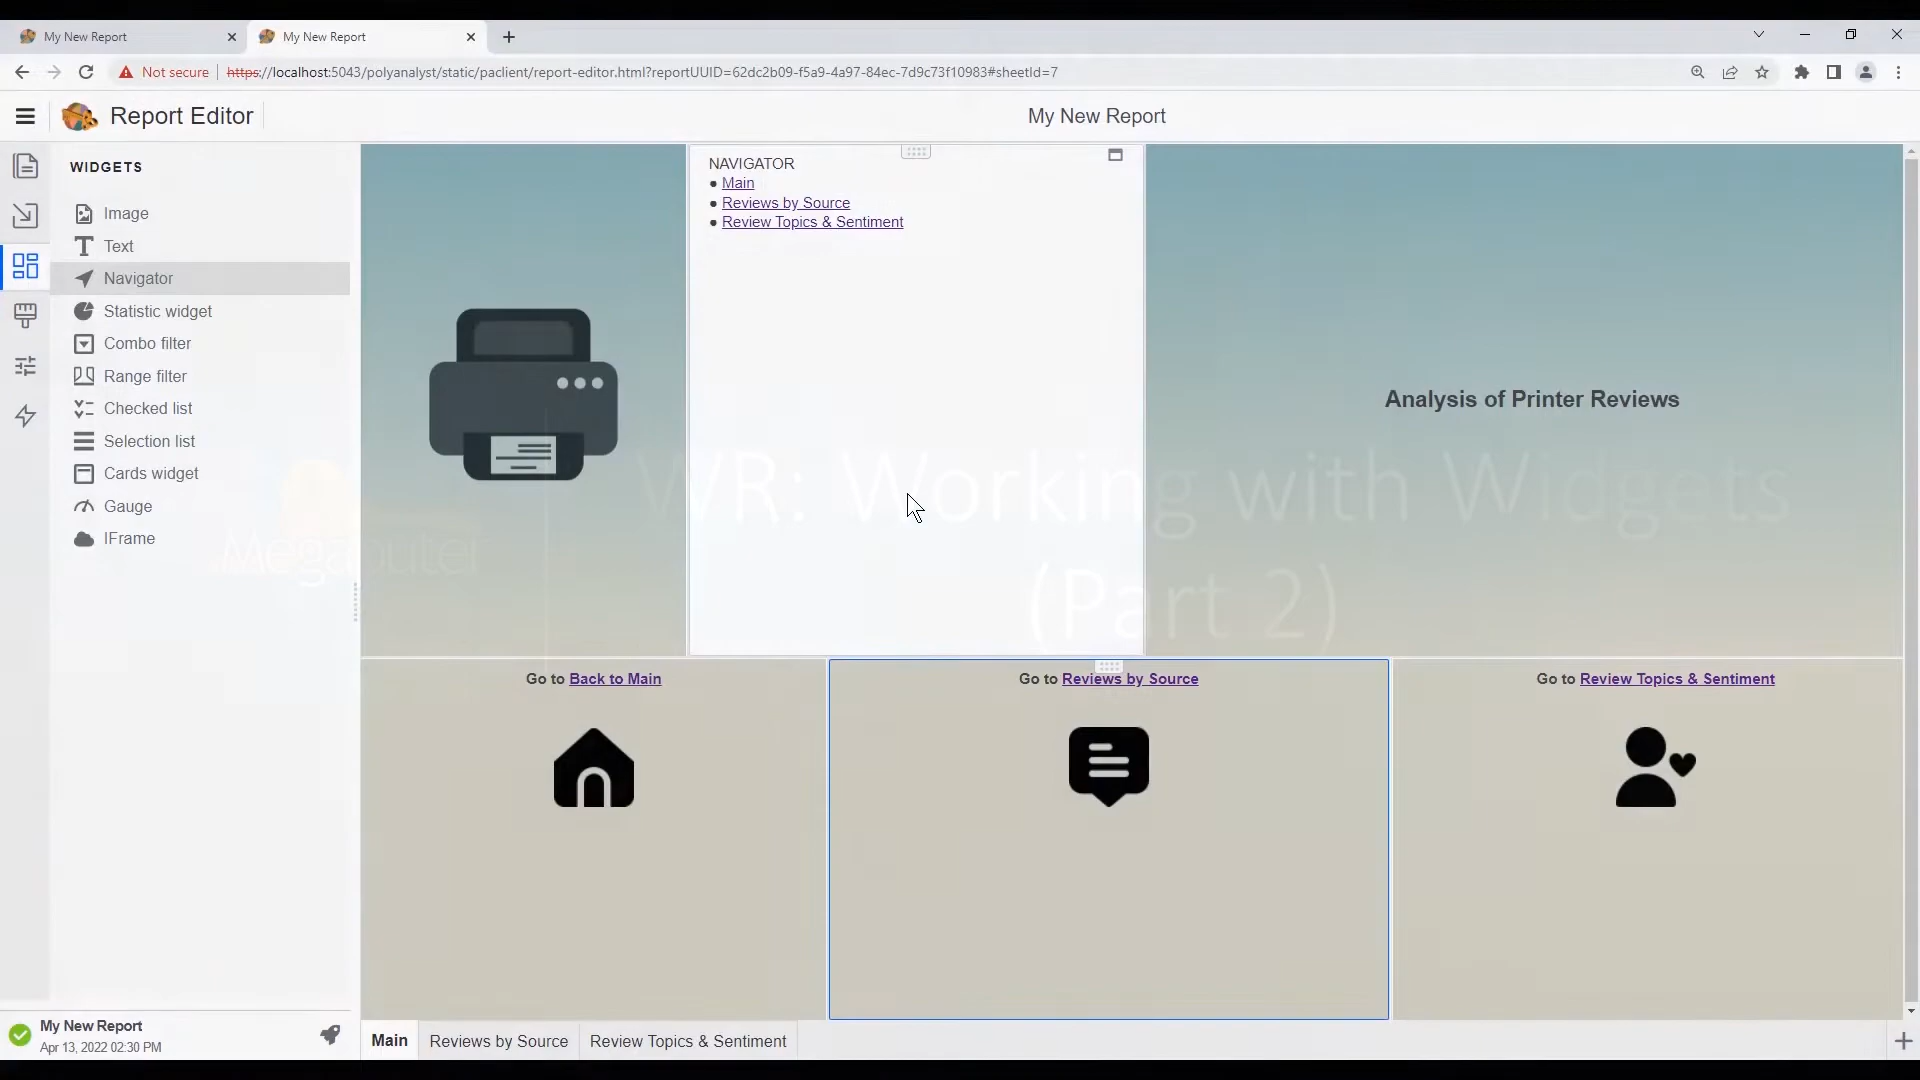 My New Report
My New Report
Not secure
https://localhost:5043/polyanalyst/static/paclient/report-editor.html?reportUUID=62dc2b09-f5a9-4a97-84ec-7d9c73f10983#sheetId=7
Report Editor
My New Report
WIDGETS
Image
Text
Navigator
Statistic widget
Combo filter
Range filter
Checked list
Selection list
Cards widget
Gauge
IFrame
NAVIGATOR
Main
Reviews by Source
Review Topics & Sentiment
Analysis of Printer Reviews
WR: Working with Widgets
(Part 2)
Megaputer
Go to Back to Main
Go to Reviews by Source
Go to Review Topics & Sentiment
My New Report
Apr 13, 2022 02:30 PM
Main
Reviews by Source
Review Topics & Sentiment